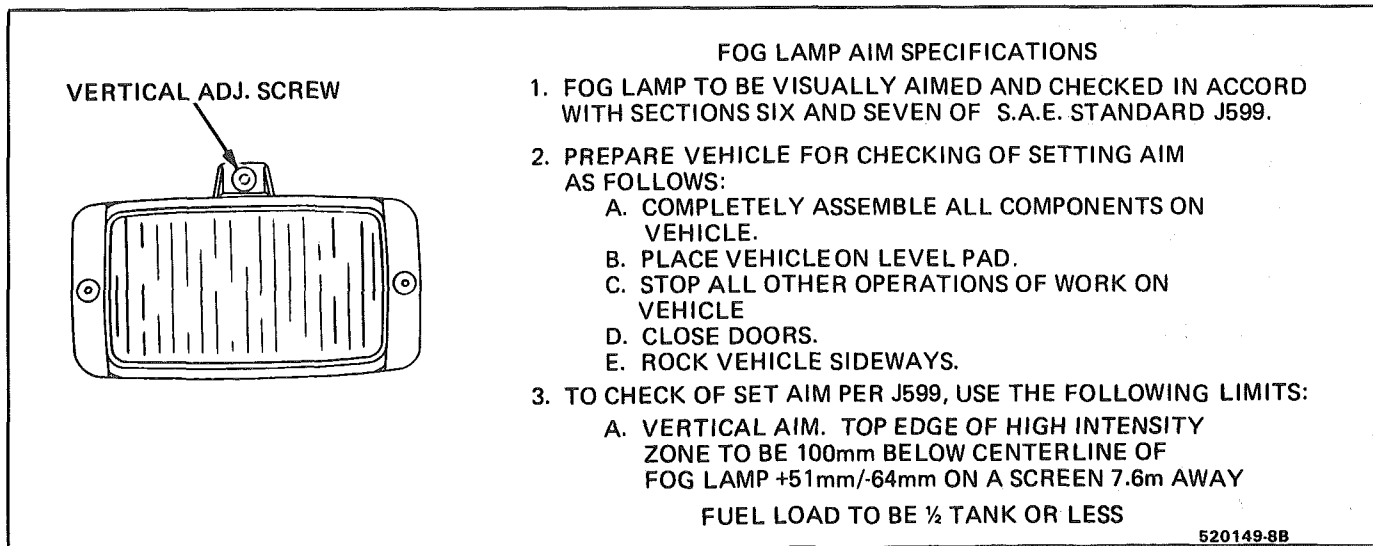 VERTICAL ADJ. SCREW
FOG LAMP AIM SPECIFICATIONS
1. FOG LAMP TO BE VISUALLY AIMED AND CHECKED IN ACCORD
WITH SECTIONS SIX AND SEVEN OF S.A.E. STANDARD J599.
2. PREPARE VEHICLE FOR CHECKING OF SETTING AIM
AS FOLLOWS:
A. COMPLETELY ASSEMBLE ALL COMPONENTS ON
VEHICLE.
B. PLACE VEHICLE ON LEVEL PAD.
C. STOP ALL OTHER OPERATIONS OF WORK ON
VEHICLE
D. CLOSE DOORS.
E. ROCK VEHICLE SIDEWAYS.
3. TO CHECK OF SET AIM PER J599, USE THE FOLLOWING LIMITS:
A. VERTICAL AIM. TOP EDGE OF HIGH INTENSITY
ZONE TO BE 100mm BELOW CENTERLINE OF
FOG LAMP +51mm/-64mm ON A SCREEN 7.6m AWAY
FUEL LOAD TO BE ½ TANK OR LESS
520149-8B